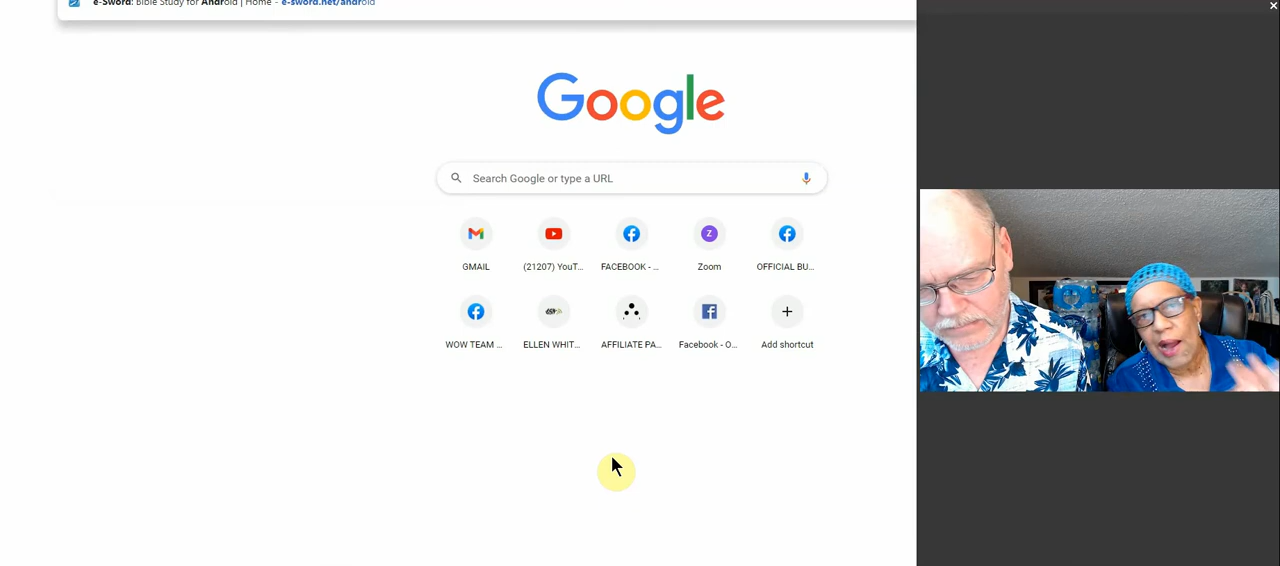 e-Sword: Bible Study for Android | Home - e-sword.net/android
Google
Search Google or type a URL
GMAIL
(21207) YouT...
FACEBOOK - ...
Z
Zoom
OFFICIAL BU...
WOW TEAM ...
ELLEN WHIT...
AFFILIATE PA...
Facebook - O...
Add shortcut